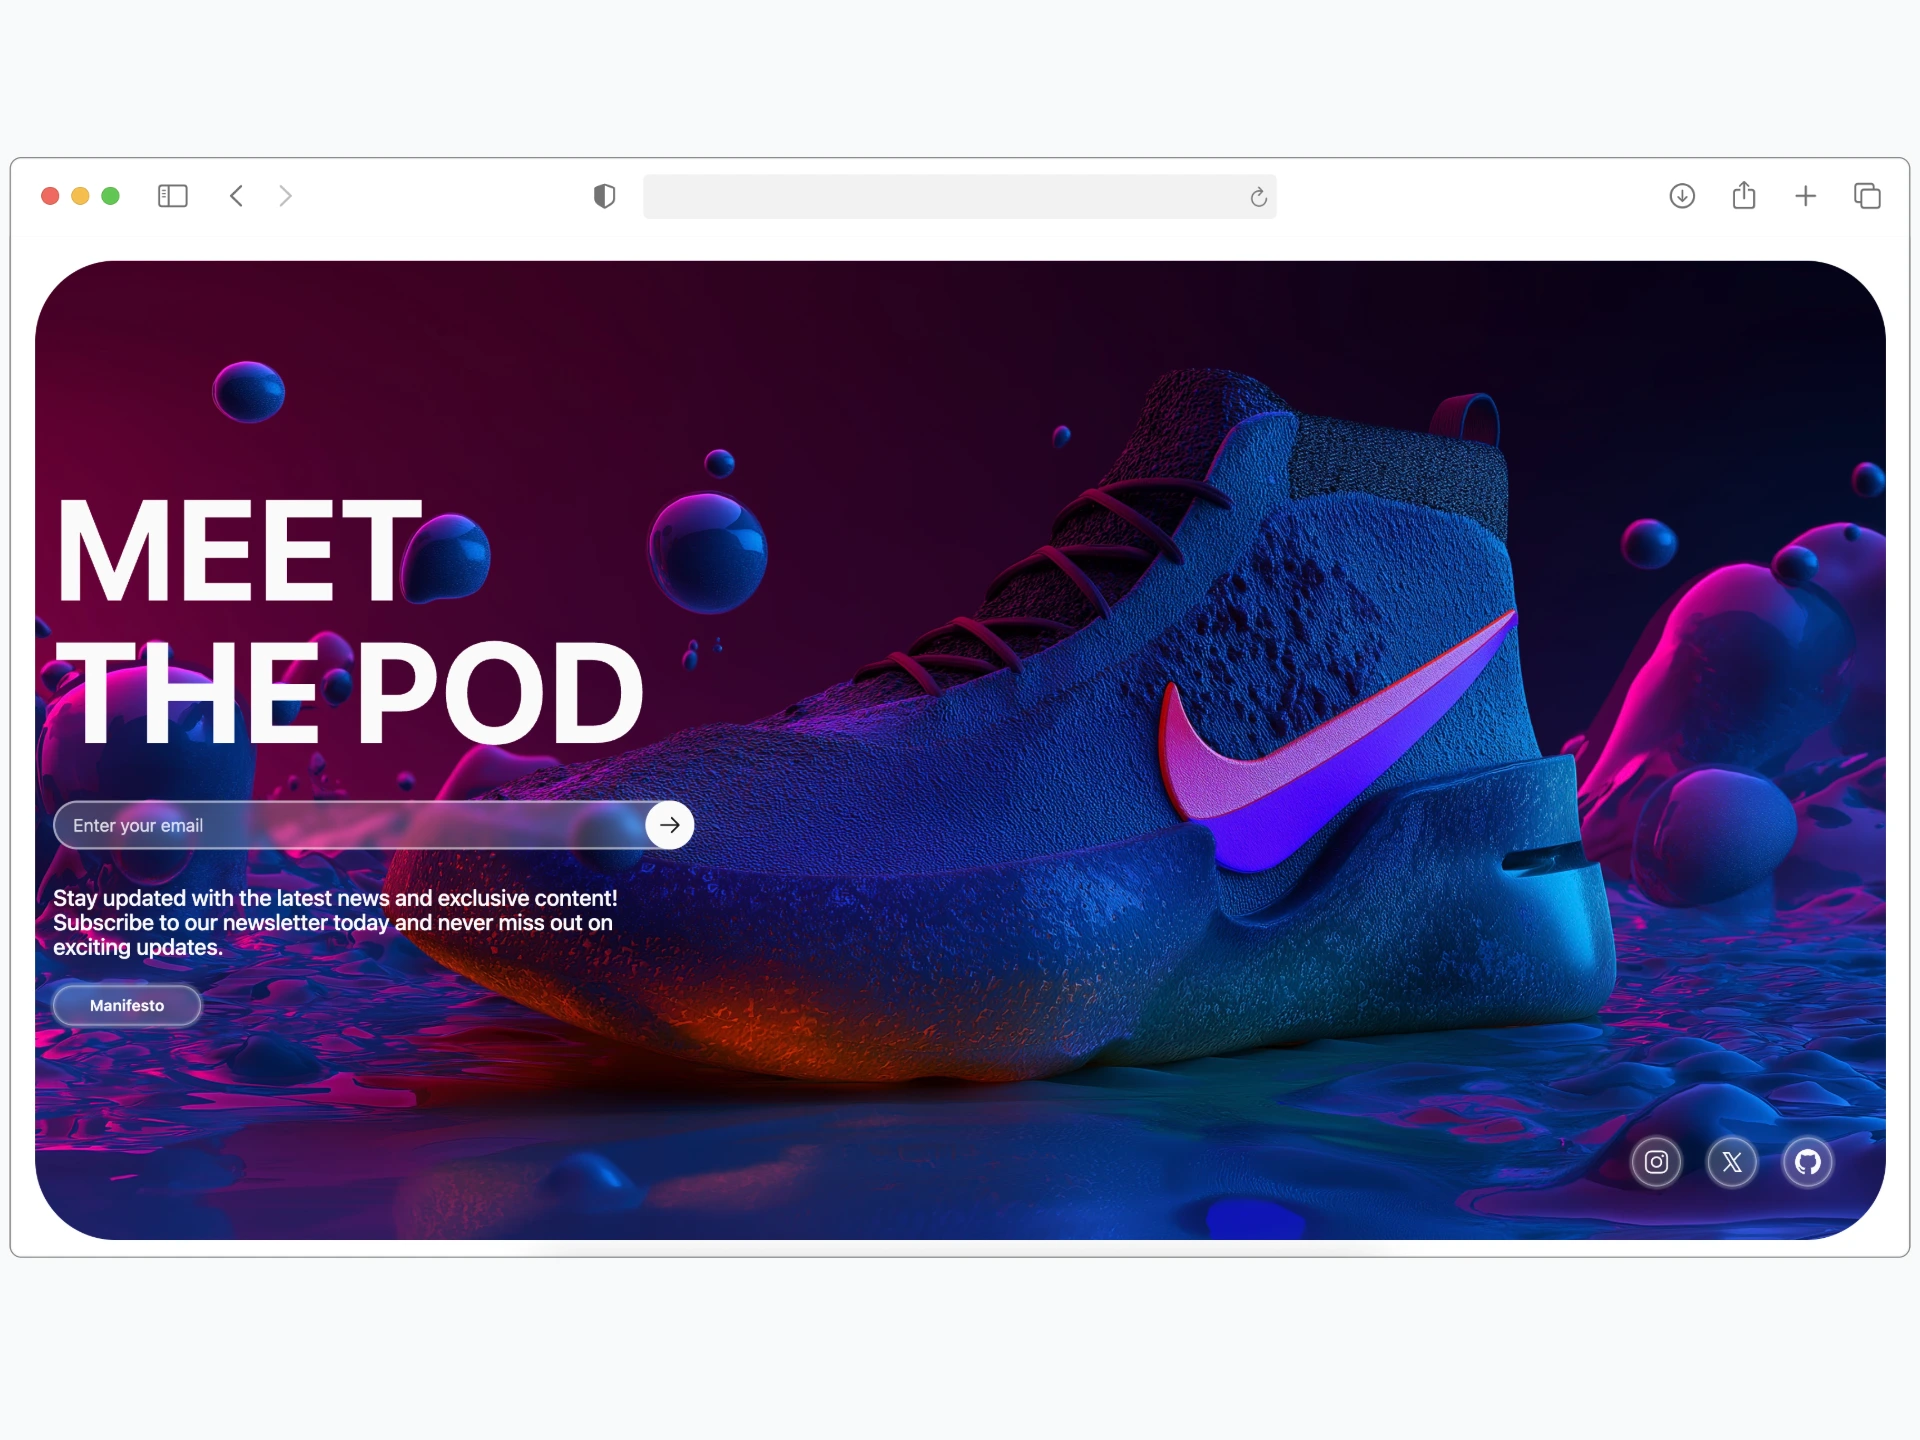 MEET
THE POD
Enter your email
Stay updated with the latest news and exclusive content!
Subscribe to our newsletter today and never miss out on
exciting updates.
Manifesto